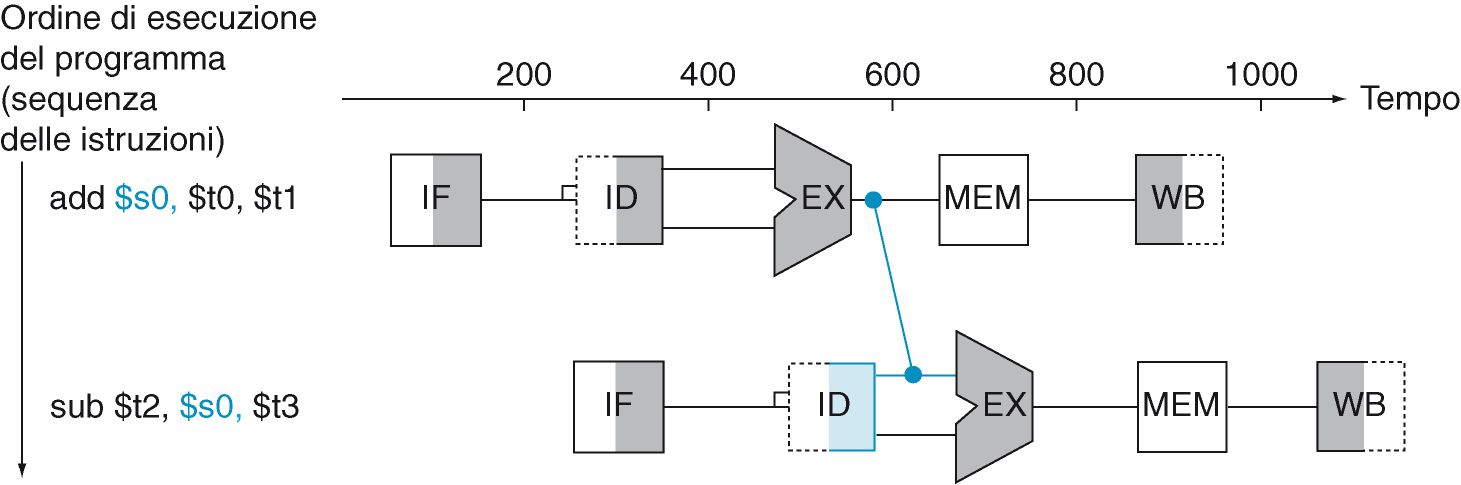 Ordine di esecuzione
del programma
(sequenza
delle istruzioni)
200 400 600 800 1000 Tempo
add $s0, $t0, $t1 IF ID EX MEM WB
sub $t2, $s0, $t3 IF ID EX MEM WB